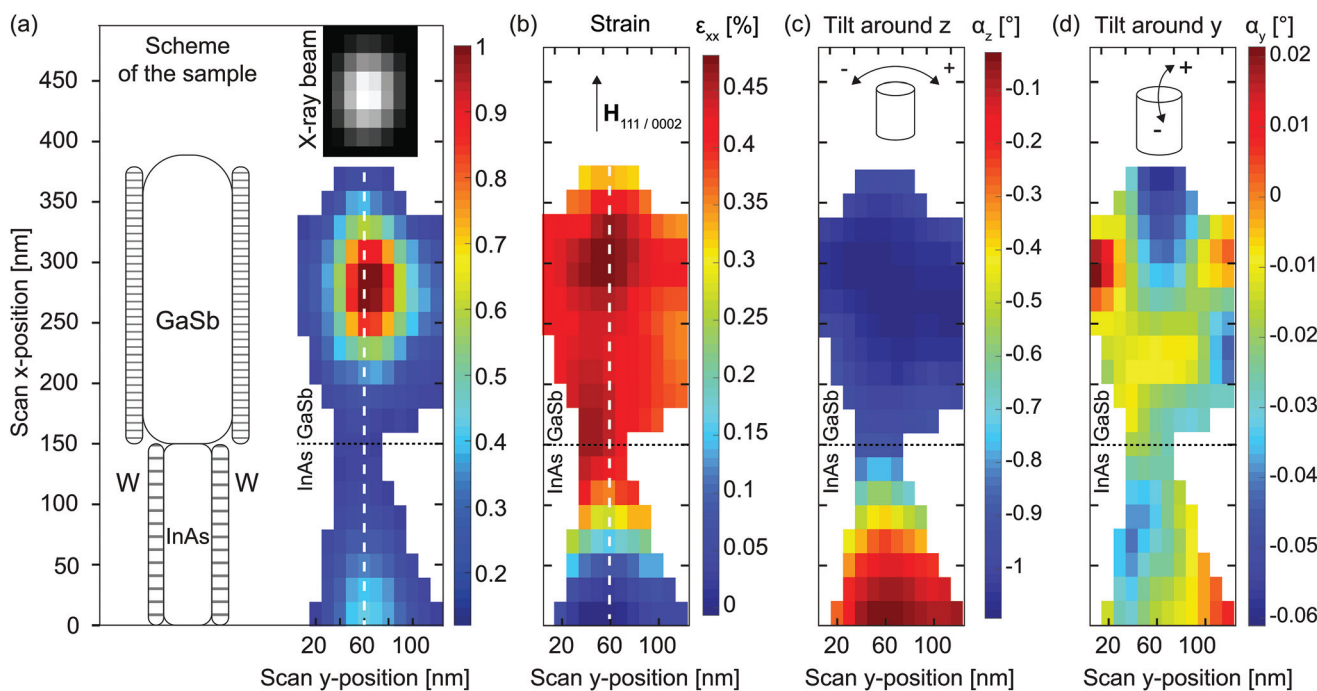 (a)
Scheme
of the sample
X-ray beam
GaSb
W
W
InAs
InAs GaSb
Scan x-position [nm]
450
400
350
300
250
200
150
100
50
0
20
60
100
Scan y-position [nm]
1
0.9
0.8
0.7
0.6
0.5
0.4
0.3
0.2
(b)
Strain
εxx [%]
H111 / 0002
InAs GaSb
20
60
100
Scan y-position [nm]
0.45
0.4
0.35
0.3
0.25
0.2
0.15
0.1
0.05
0
(c)
Tilt around z
αz [°]
-
+
InAs GaSb
20
60
100
Scan y-position [nm]
-0.1
-0.2
-0.3
-0.4
-0.5
-0.6
-0.7
-0.8
-0.9
-1
(d)
Tilt around y
αy [°]
+
-
InAs GaSb
20
60
100
Scan y-position [nm]
0.02
0.01
0
-0.01
-0.02
-0.03
-0.04
-0.05
-0.06